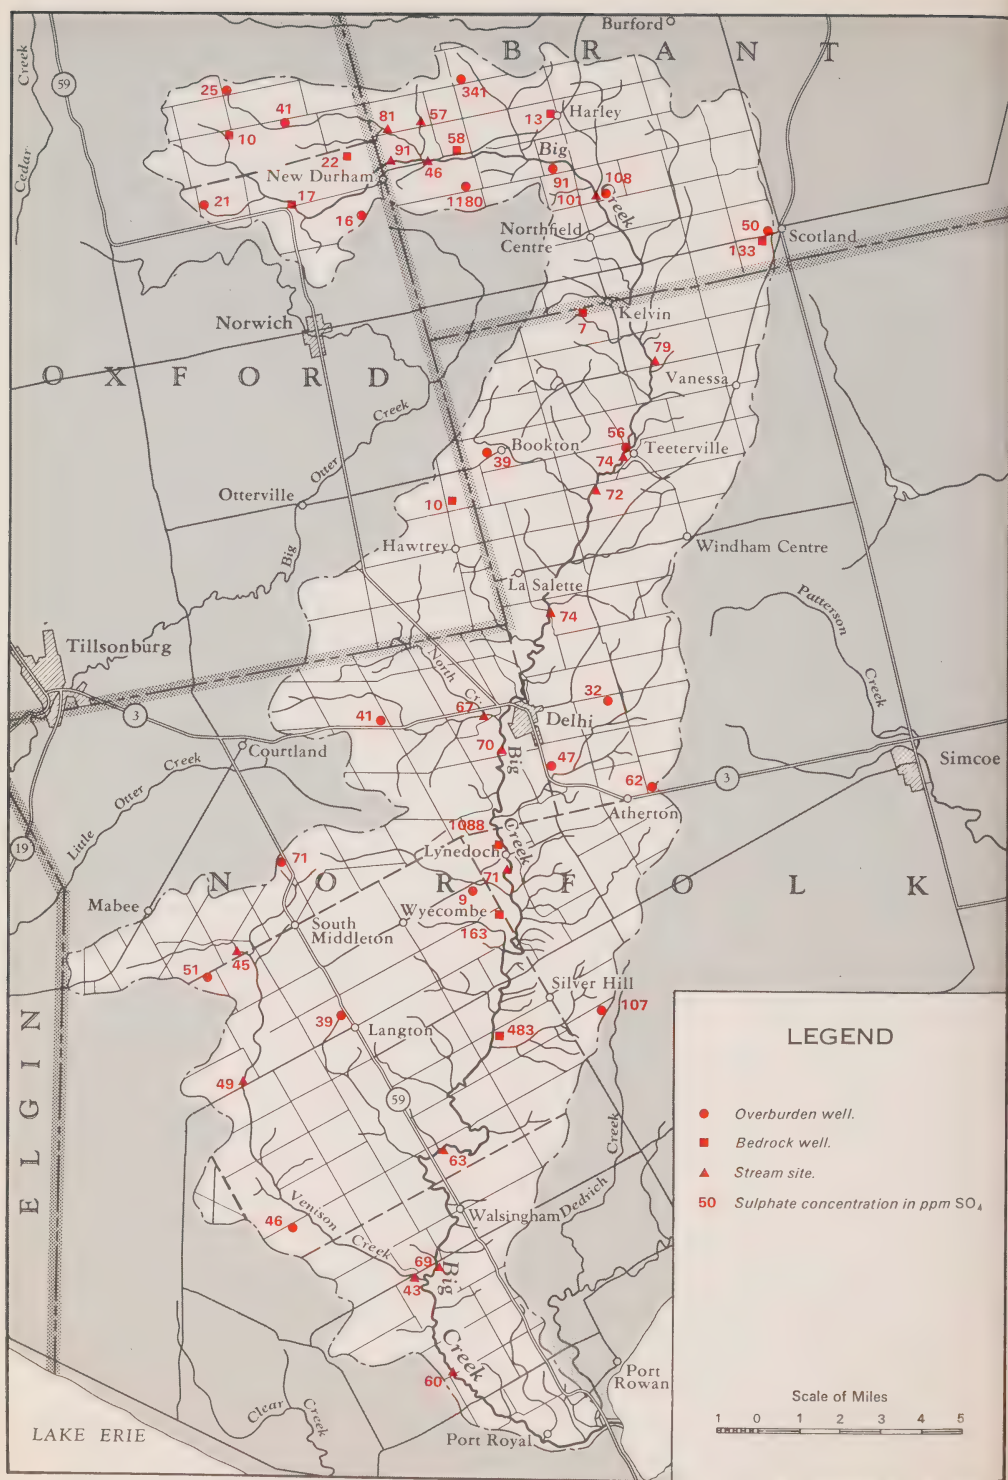 Burford
B R A N T
Cedar Creek
59
25
341
41
81
57
13
Harley
10
58
22
91
46
Big
New Durham
91
108
21
17
1180
101
Creek
16
Northfield
Centre
50
Scotland
133
Norwich
7
Kelvin
79
O X F O R D
Vanessa
Creek
56
Bookton
39
74
Teeterville
Otter
72
Otterville
10
Big
Hawtrey
Windham Centre
La Salette
Patterson
74
Tillsonburg
North
Creek
Cr.
32
67
Delhi
3
41
70
Courtland
Big
47
Simcoe
Creek
62
3
Otter
Atherton
Little
1088
19
Creek
Lynedoch
71
71
N O R F O L K
9
Mabee
Wyecombe
South
Middleton
163
45
51
Silver Hill
107
39
Langton
483
ELGIN
49
59
63
Creek
Dedrich
Venison
Walsingham
46
Creek
69
Big
43
Creek
60
Port
Rowan
Clear
Creek
Port Royal
LAKE ERIE
LEGEND
Overburden well.
Bedrock well.
Stream site.
50 Sulphate concentration in ppm SO₄
Scale of Miles
1 0 1 2 3 4 5